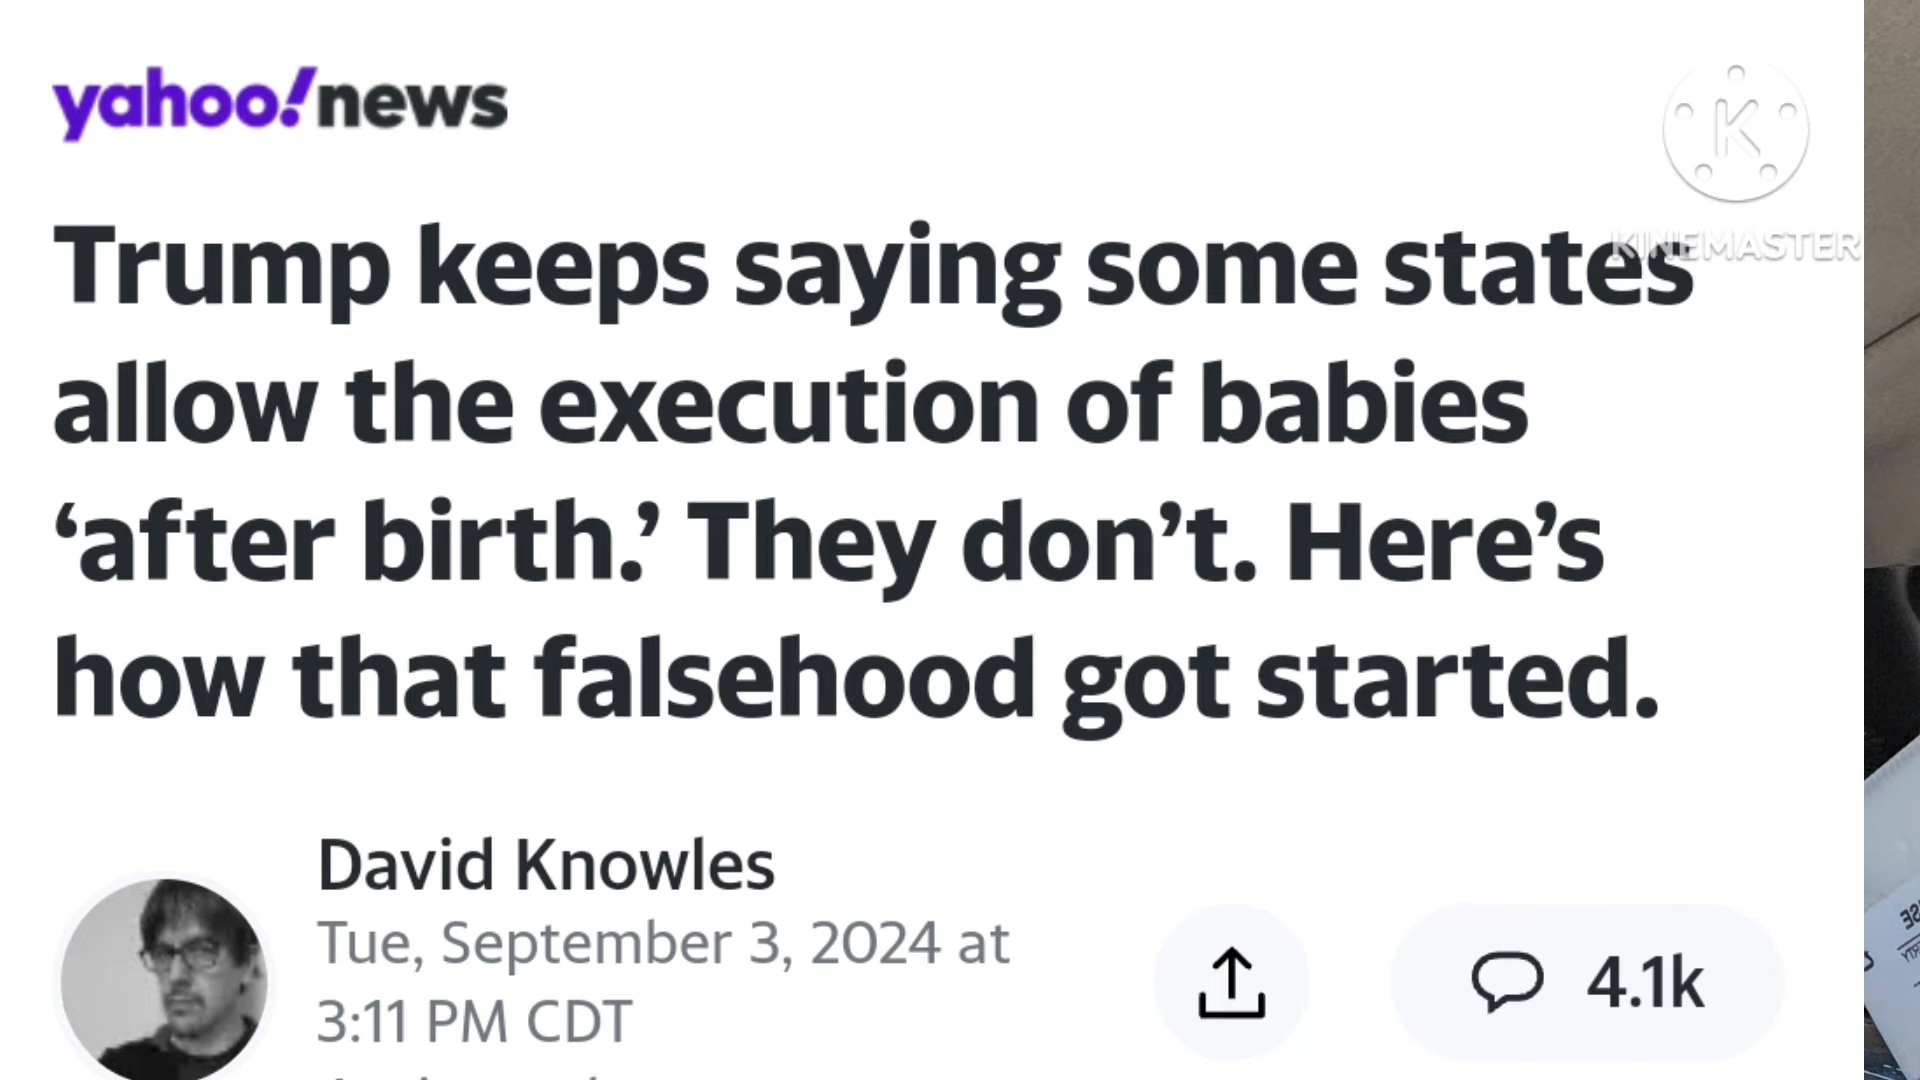 yahoo!news
KINEMASTER
Trump keeps saying some states
allow the execution of babies
‘after birth.’ They don’t. Here’s
how that falsehood got started.
David Knowles
Tue, September 3, 2024 at
3:11 PM CDT
4.1k